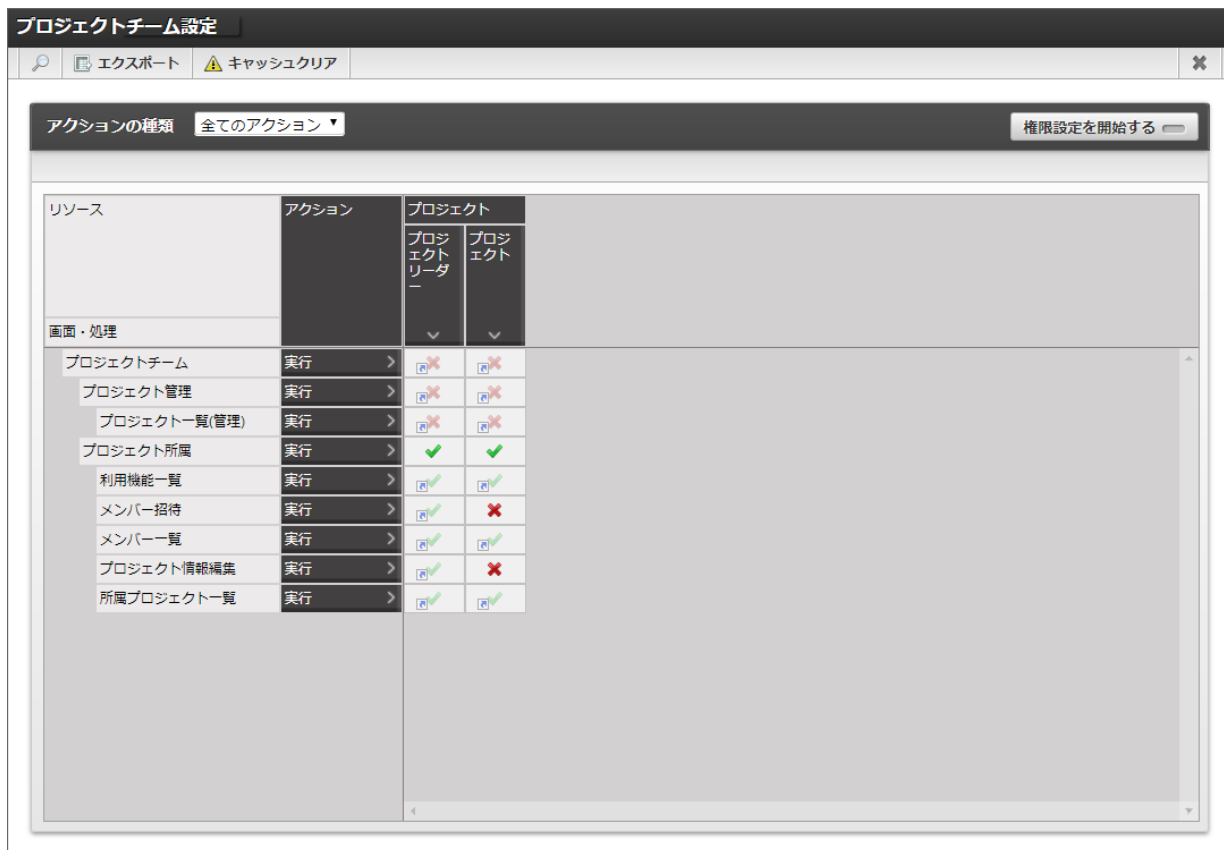 プロジェクトチーム設定
エクスポート キャッシュクリア
アクションの種類 全てのアクション 権限設定を開始する
リソース アクション プロジェクト
プロジ
ェクト
リーダ
ー
プロジ
ェクト
画面・処理
プロジェクトチーム 実行
プロジェクト管理 実行
プロジェクト一覧(管理) 実行
プロジェクト所属 実行
利用機能一覧 実行
メンバー招待 実行
メンバー一覧 実行
プロジェクト情報編集 実行
所属プロジェクト一覧 実行